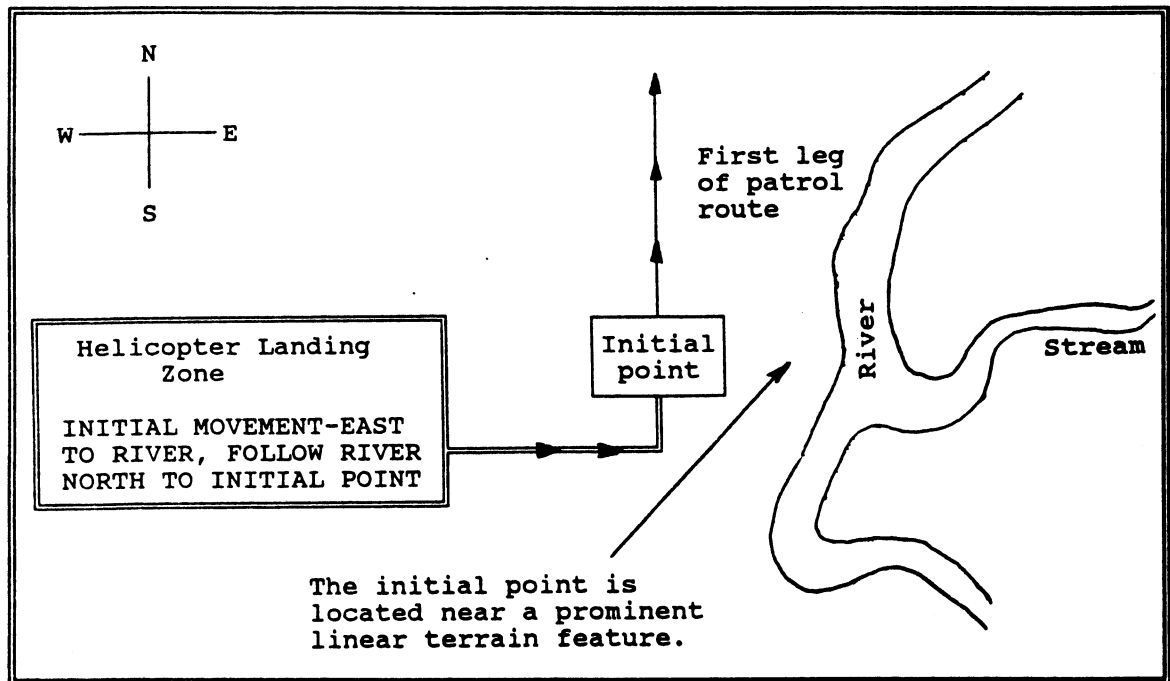 N
W
E
S
First leg
of patrol
route
Helicopter Landing
Zone
INITIAL MOVEMENT-EAST
TO RIVER, FOLLOW RIVER
NORTH TO INITIAL POINT
Initial
point
River
Stream
The initial point is
located near a prominent
linear terrain feature.